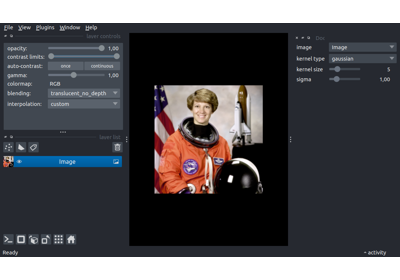 File View Plugins Window Help
layer controls
opacity: 1,00
contrast limits:
auto-contrast: once continuous
gamma: 1,00
colormap: RGB
blending: translucent_no_depth
interpolation: custom
layer list
Image
Ready
Doc
image Image
kernel type gaussian
kernel size 5
sigma 1,00
activity